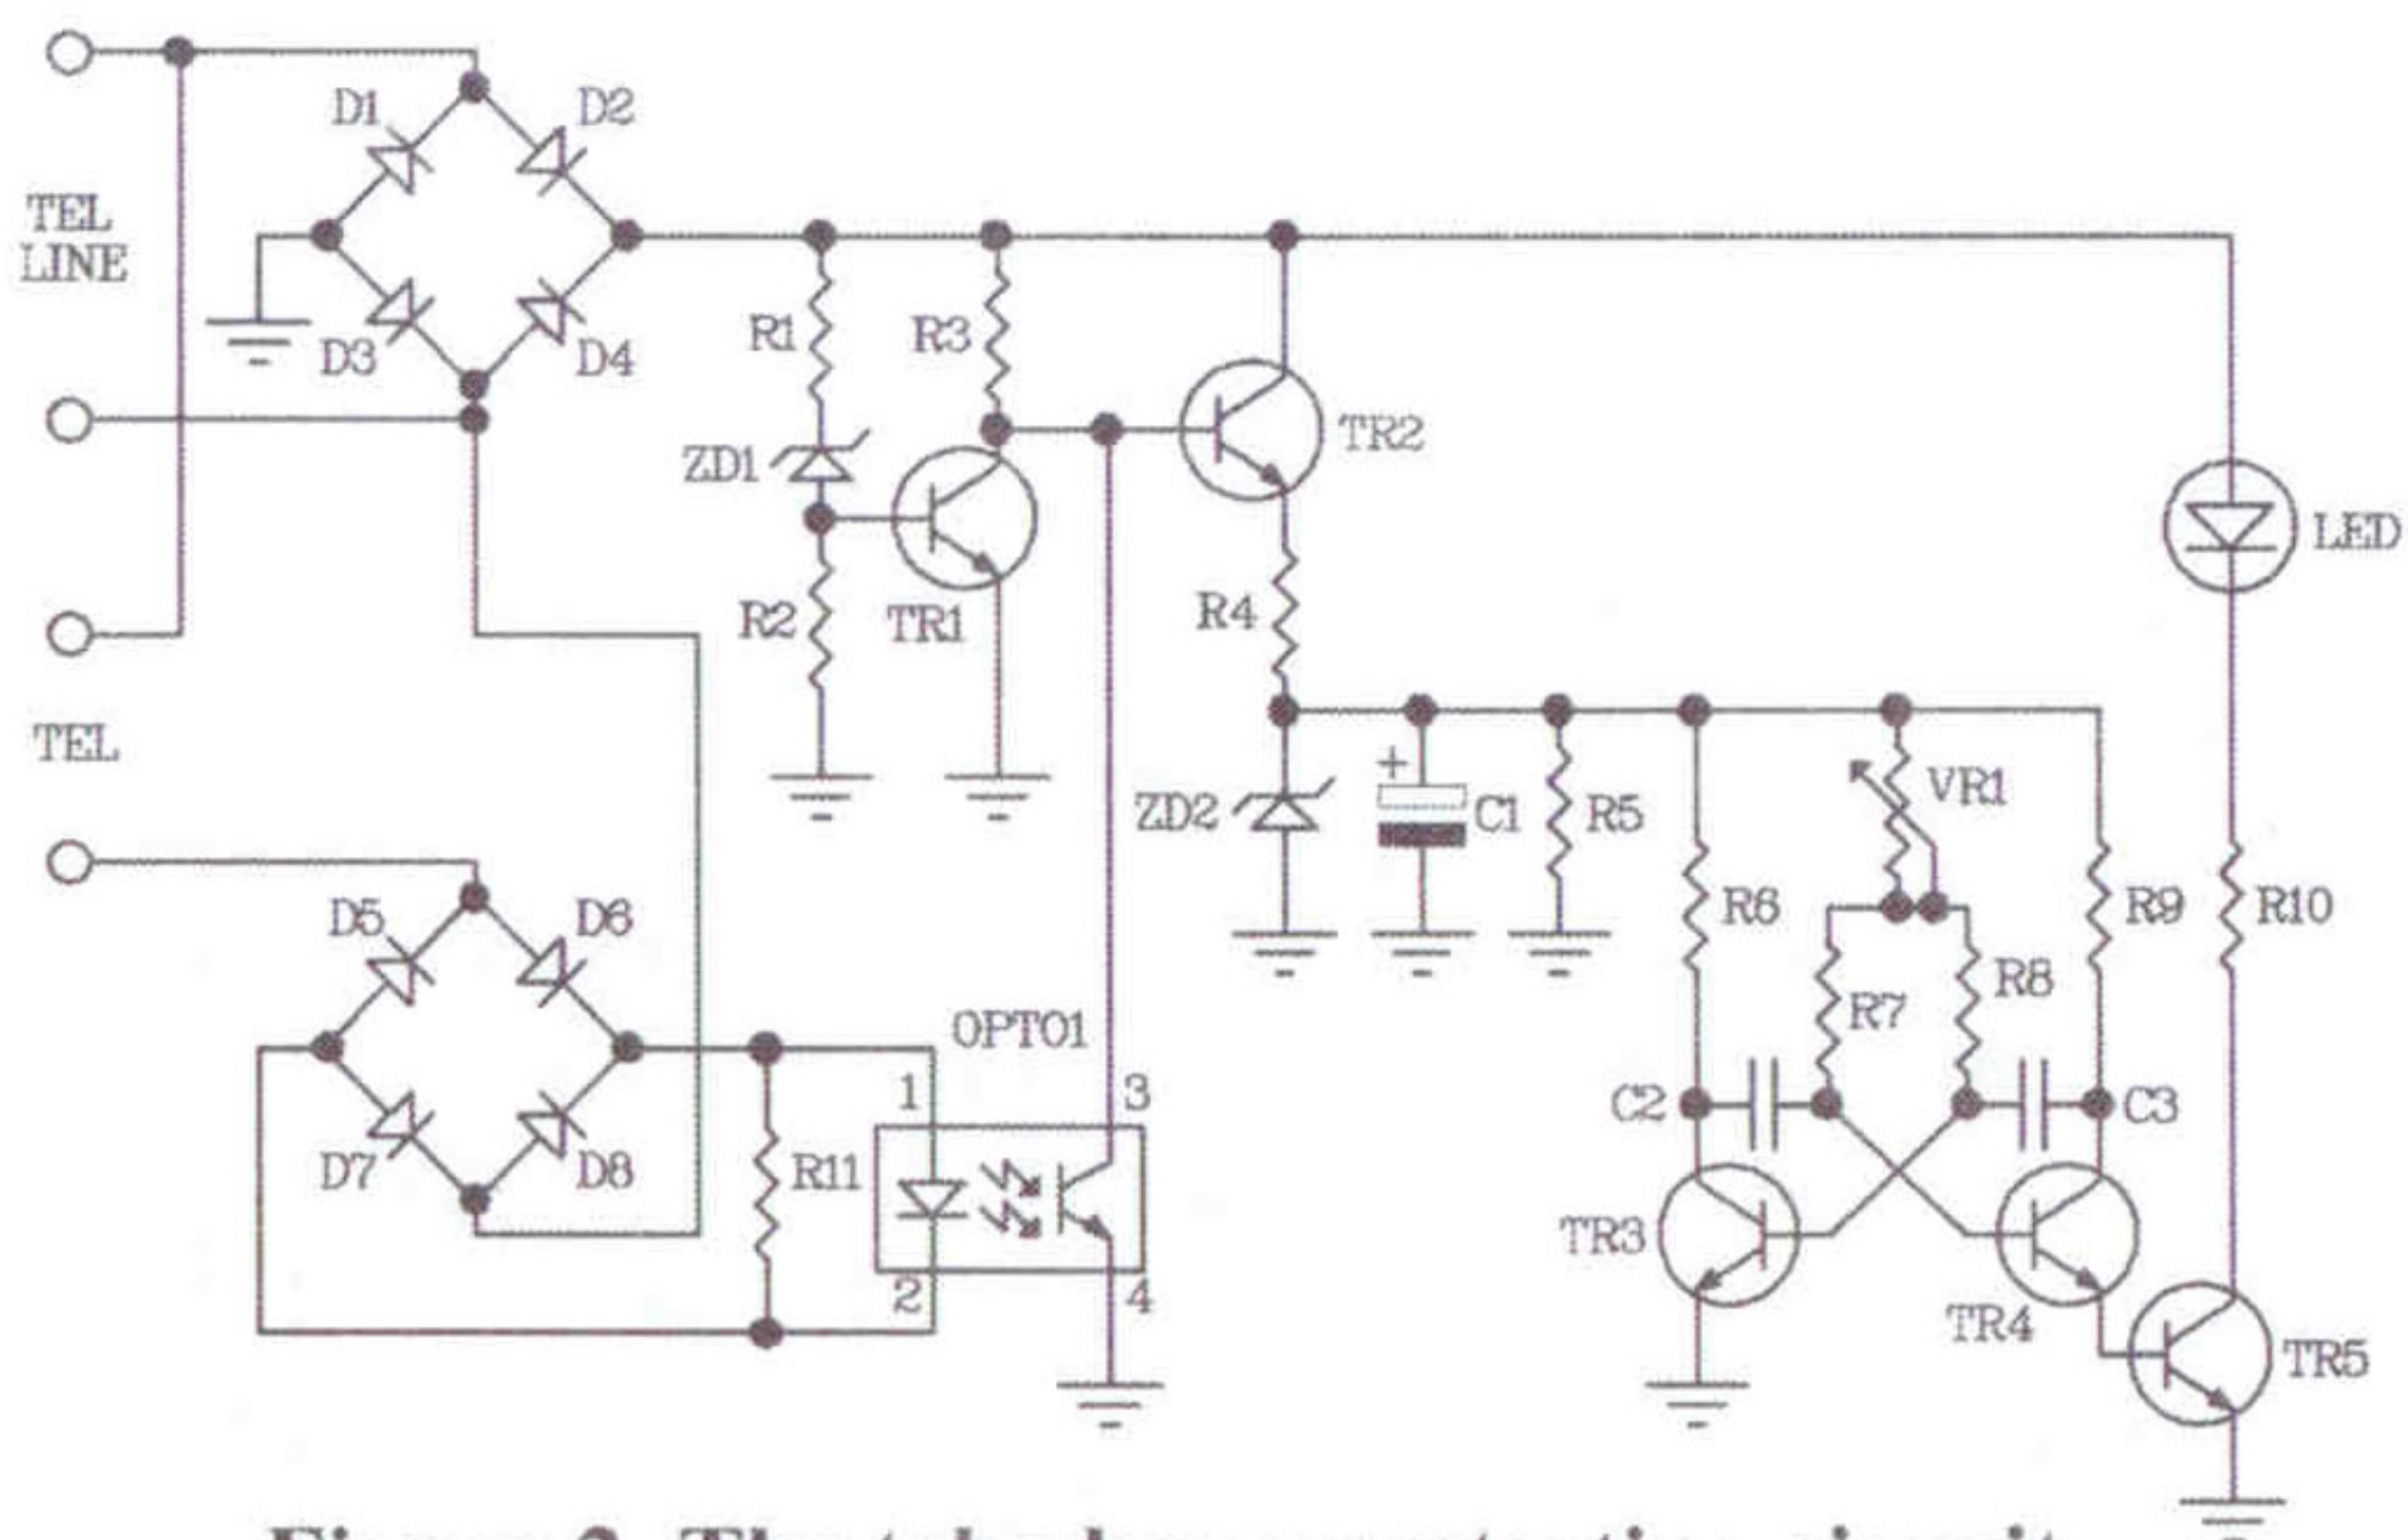 D1
D2
TEL
LINE
D3
D4
R1
R3
ZD1
TR2
LED
R2
TR1
R4
TEL
ZD2
+
C1
R5
VR1
D5
D6
R6
R9
R10
R7
R8
OPTO1
1
3
C2
C3
D7
D8
R11
TR3
2
4
TR4
TR5